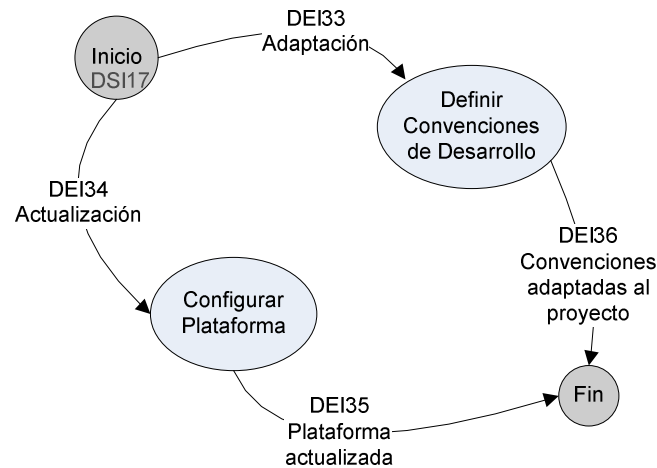 DEI33
Adaptación
Inicio
DSI17
Definir
Convenciones
de Desarrollo
DEI34
Actualización
DEI36
Convenciones
adaptadas al
proyecto
Configurar
Plataforma
Fin
DEI35
Plataforma
actualizada